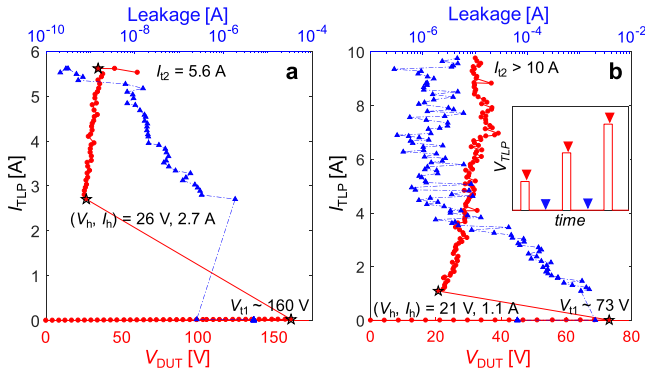 Leakage [A]
10⁻¹⁰ 10⁻⁸ 10⁻⁶ 10⁻⁴
6
5
4
3
2
1
0
I_TLP [A]
a
I_t2 = 5.6 A
(V_h, I_h) = 26 V, 2.7 A
V_t1 ~ 160 V
0 50 100 150
V_DUT [V]
Leakage [A]
10⁻⁶ 10⁻⁴ 10⁻²
10
8
6
4
2
0
I_TLP [A]
b
I_t2 > 10 A
V_TLP
time
(V_h, I_h) = 21 V, 1.1 A
V_t1 ~ 73 V
0 20 40 60 80
V_DUT [V]